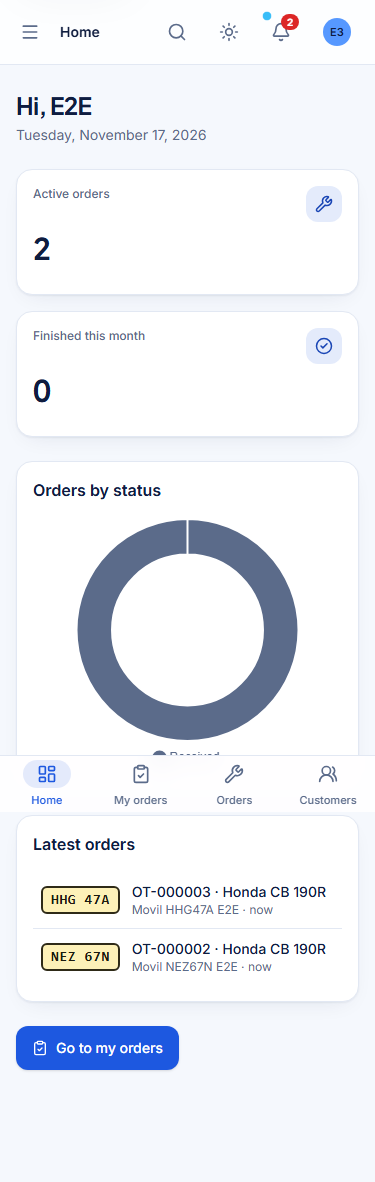 Home
2
E3
Hi, E2E
Tuesday, November 17, 2026
Active orders
2
Finished this month
0
Orders by status
Received
Home
My orders
Orders
Customers
Latest orders
HHG 47A
OT-000003 · Honda CB 190R
Movil HHG47A E2E · now
NEZ 67N
OT-000002 · Honda CB 190R
Movil NEZ67N E2E · now
Go to my orders